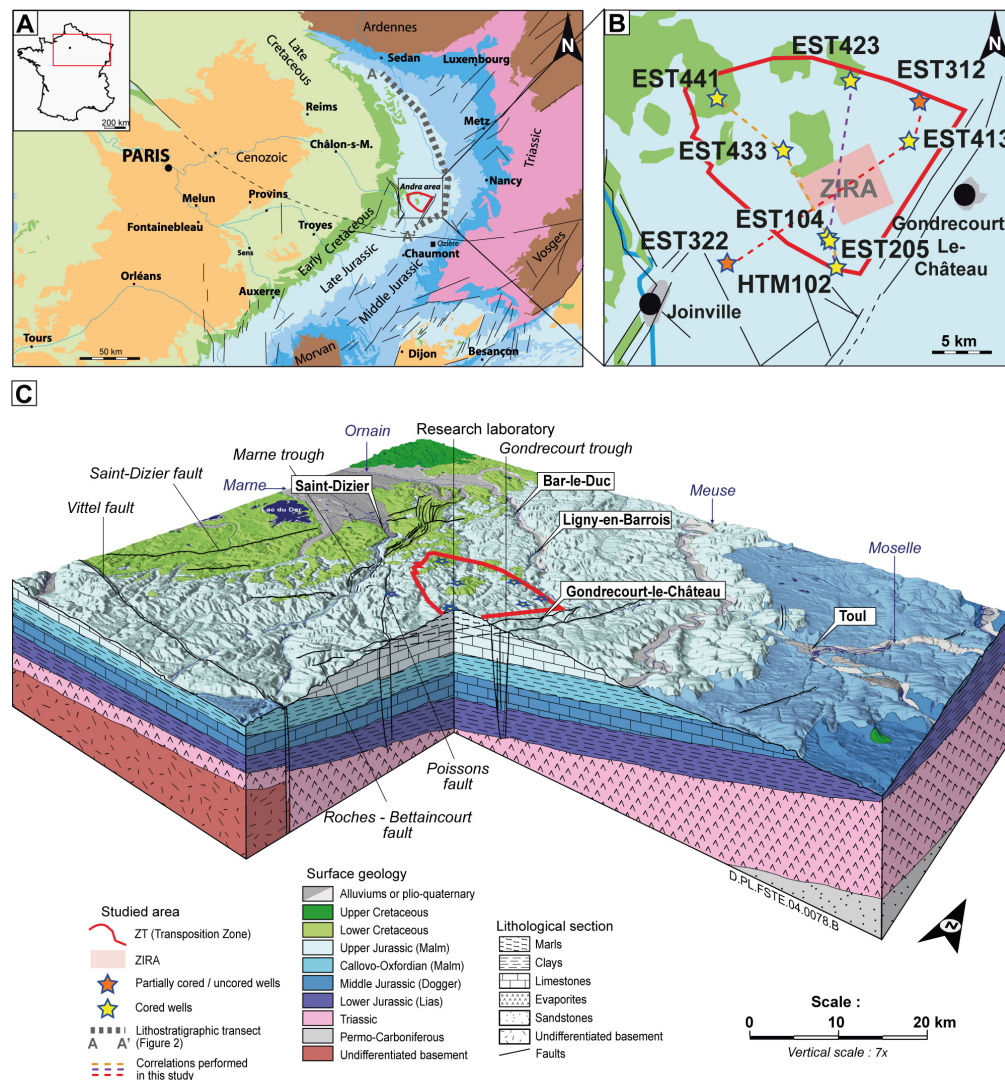 A
200 km
Late
Cretaceous
Ardennes
N
Sedan
Luxembourg
A
Reims
Metz
Triassic
Châlon-s-M.
PARIS
Cenozoic
Andra area
Nancy
Melun
Provins
Fontainebleau
Troyes
Early Cretaceous
A'
Ozière
Vosges
Sens
Late Jurassic
Chaumont
Orléans
Middle Jurassic
Auxerre
Tours
50 km
Morvan
Dijon
Besançon
B
EST423
N
EST441
EST312
EST433
EST413
ZIRA
EST104
Gondrecourt-
Le-
Château
EST322
EST205
HTM102
Joinville
5 km
C
Research laboratory
Ornain
Gondrecourt trough
Marne trough
Saint-Dizier fault
Marne
Saint-Dizier
Bar-le-Duc
Vittel fault
Lac du Der
Meuse
Ligny-en-Barrois
Moselle
Gondrecourt-le-Château
Toul
Poissons
fault
Roches - Bettaincourt
fault
D.PL.FSTE.04.0078.B
N
Studied area
ZT (Transposition Zone)
ZIRA
Partially cored / uncored wells
Cored wells
Lithostratigraphic transect
A A' (Figure 2)
Correlations performed
in this study
Surface geology
Alluviums or plio-quaternary
Upper Cretaceous
Lower Cretaceous
Upper Jurassic (Malm)
Callovo-Oxfordian (Malm)
Middle Jurassic (Dogger)
Lower Jurassic (Lias)
Triassic
Permo-Carboniferous
Undifferentiated basement
Lithological section
Marls
Clays
Limestones
Evaporites
Sandstones
Undifferentiated basement
Faults
Scale :
0 10 20 km
Vertical scale : 7x